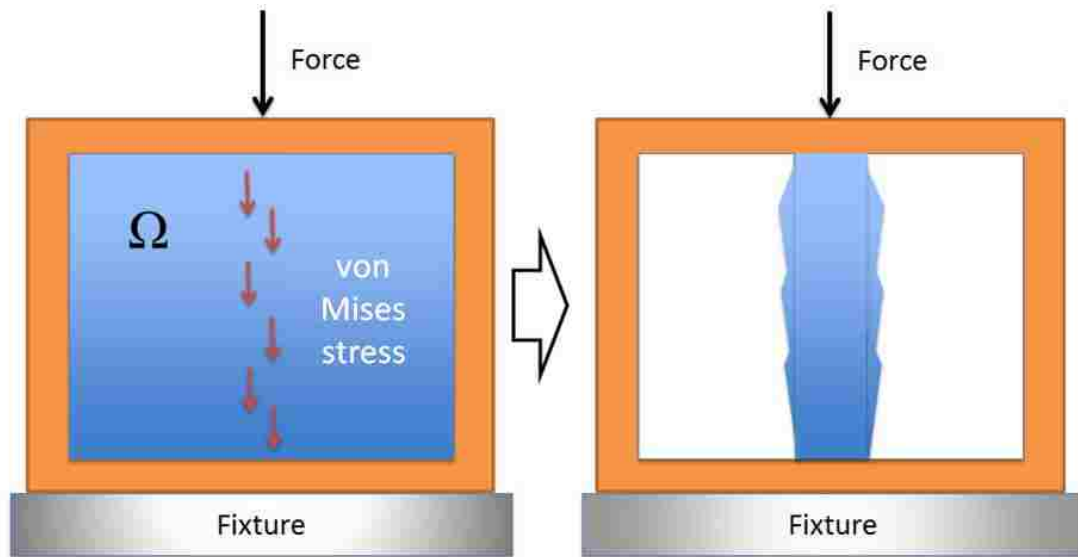 Force
Force
Ω
von
Mises
stress
Fixture
Fixture